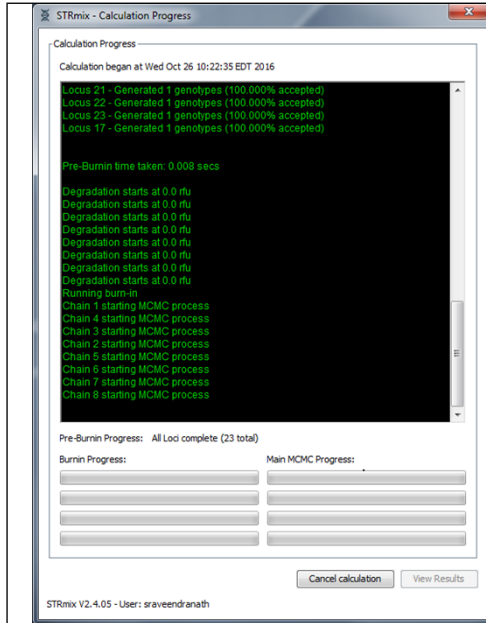 STRmix - Calculation Progress
Calculation Progress
Calculation began at Wed Oct 26 10:22:35 EDT 2016
Locus 21 - Generated 1 genotypes (100.000% accepted)
Locus 22 - Generated 1 genotypes (100.000% accepted)
Locus 23 - Generated 1 genotypes (100.000% accepted)
Locus 17 - Generated 1 genotypes (100.000% accepted)
Pre-Burnin time taken: 0.008 secs
Degradation starts at 0.0 rfu
Degradation starts at 0.0 rfu
Degradation starts at 0.0 rfu
Degradation starts at 0.0 rfu
Degradation starts at 0.0 rfu
Degradation starts at 0.0 rfu
Degradation starts at 0.0 rfu
Degradation starts at 0.0 rfu
Running burn-in
Chain 1 starting MCMC process
Chain 4 starting MCMC process
Chain 3 starting MCMC process
Chain 2 starting MCMC process
Chain 5 starting MCMC process
Chain 6 starting MCMC process
Chain 7 starting MCMC process
Chain 8 starting MCMC process
Pre-Burnin Progress: All Loci complete (23 total)
Burnin Progress: Main MCMC Progress:
Cancel calculation View Results
STRmix V2.4.05 - User: sraveendranath